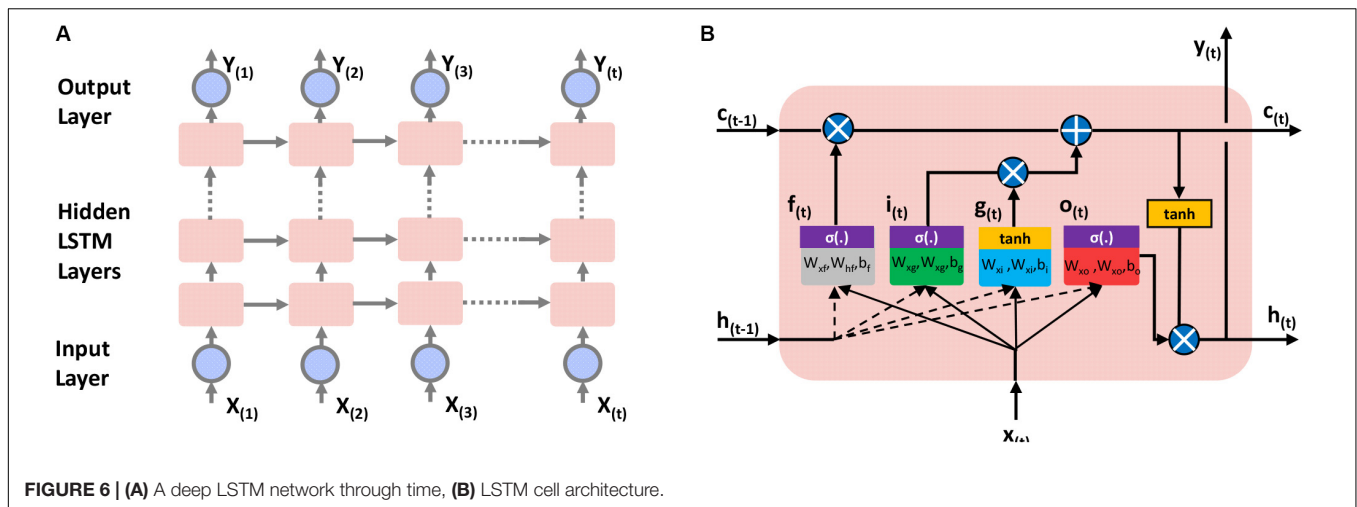 A
Output Layer
Y(1) Y(2) Y(3) Y(t)
Hidden LSTM Layers
Input Layer
X(1) X(2) X(3) X(t)
B
y(t)
c(t-1) c(t)
f(t) i(t) g(t) o(t)
tanh
σ(.) σ(.) tanh σ(.)
Wxf,Whf,bf Wxg,Wxg,bg Wxi,Wxi,bi Wxo,Wxo,bo
h(t-1) h(t)
x(t)
FIGURE 6 | (A) A deep LSTM network through time, (B) LSTM cell architecture.